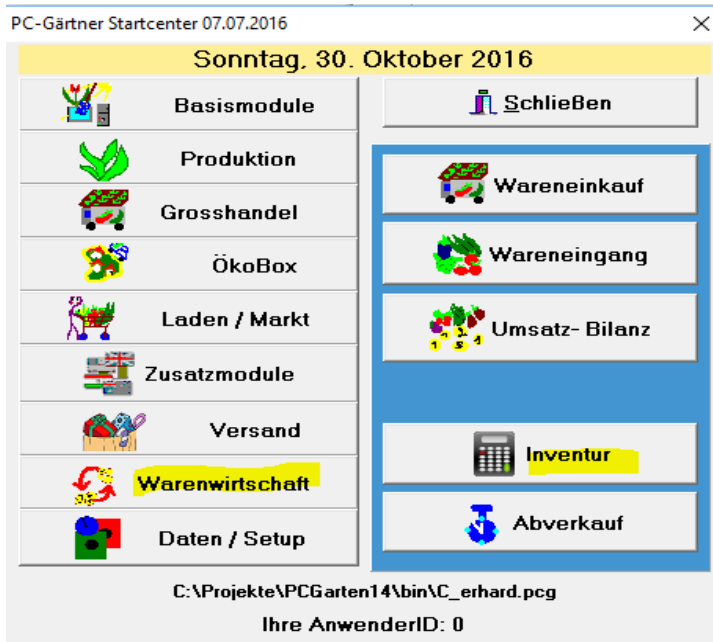 PC-Gärtner Startcenter 07.07.2016
Sonntag, 30. Oktober 2016
Basismodule
Produktion
Grosshandel
ÖkoBox
Laden / Markt
Zusatzmodule
Versand
Warenwirtschaft
Daten / Setup
Schließen
Wareneinkauf
Wareneingang
Umsatz- Bilanz
Inventur
Abverkauf
C:\Projekte\PCGarten14\bin\C_erhard.pcg
Ihre AnwenderID: 0